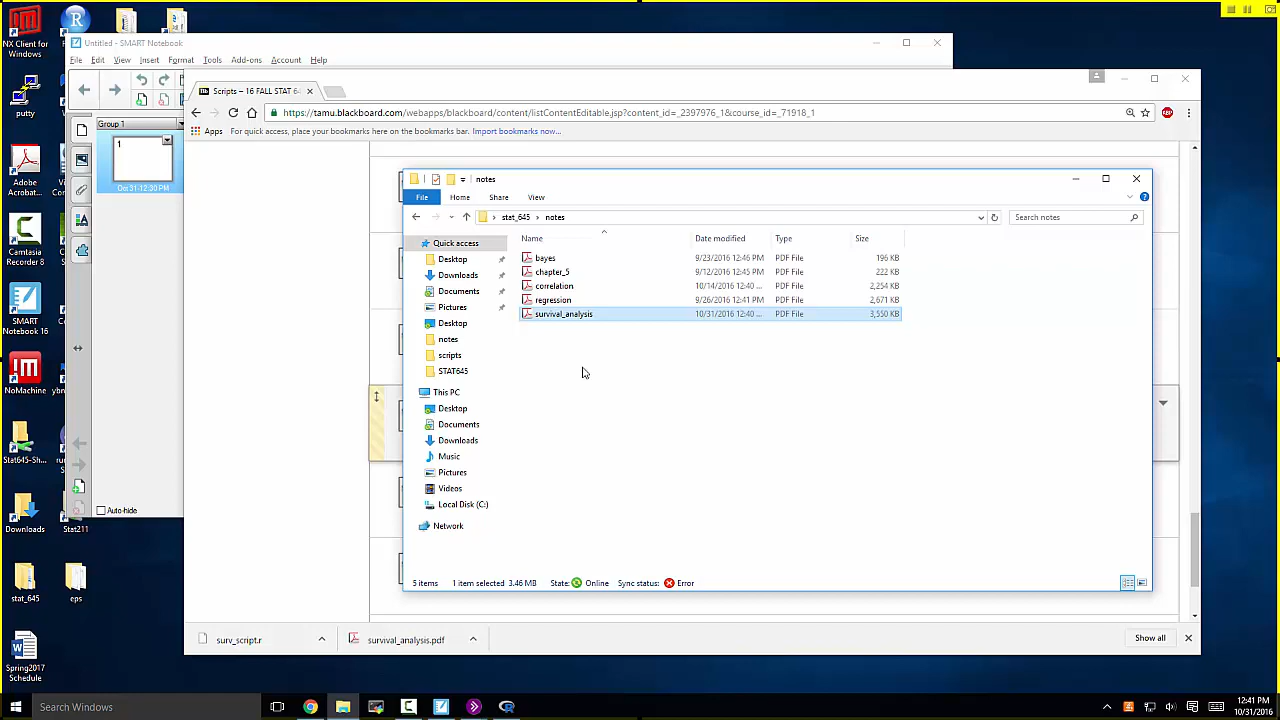 NX Client for
Windows
Untitled - SMART Notebook
File Edit View Insert Format Tools Add-ons Account Help
putty
Group 1
1
Oct 31-12:30 PM
Adobe
Acrobat...
Camtasia
Recorder 8
SMART
Notebook 16
NoMachine
Stat645-Sh...
Auto-hide
Downloads
Stat211
stat_645
eps
Spring2017
Schedule
Scripts – 16 FALL STAT 6
https://tamu.blackboard.com/webapps/blackboard/content/listContentEditable.jsp?content_id=_2397976_1&course_id=_71918_1
Apps For quick access, place your bookmarks here on the bookmarks bar. Import bookmarks now...
notes
File Home Share View
stat_645 notes
Search notes
Name Date modified Type Size
Quick access
Desktop
Downloads
Documents
Pictures
Desktop
notes
scripts
STAT645
This PC
Desktop
Documents
Downloads
Music
Pictures
Videos
Local Disk (C:)
Network
bayes 9/23/2016 12:46 PM PDF File 196 KB
chapter_5 9/12/2016 12:45 PM PDF File 222 KB
correlation 10/14/2016 12:40 ... PDF File 2,254 KB
regression 9/26/2016 12:41 PM PDF File 2,671 KB
survival_analysis 10/31/2016 12:40 ... PDF File 3,550 KB
5 items 1 item selected 3.46 MB State: Online Sync status: Error
surv_script.r
survival_analysis.pdf
Show all
Search Windows
12:41 PM
10/31/2016